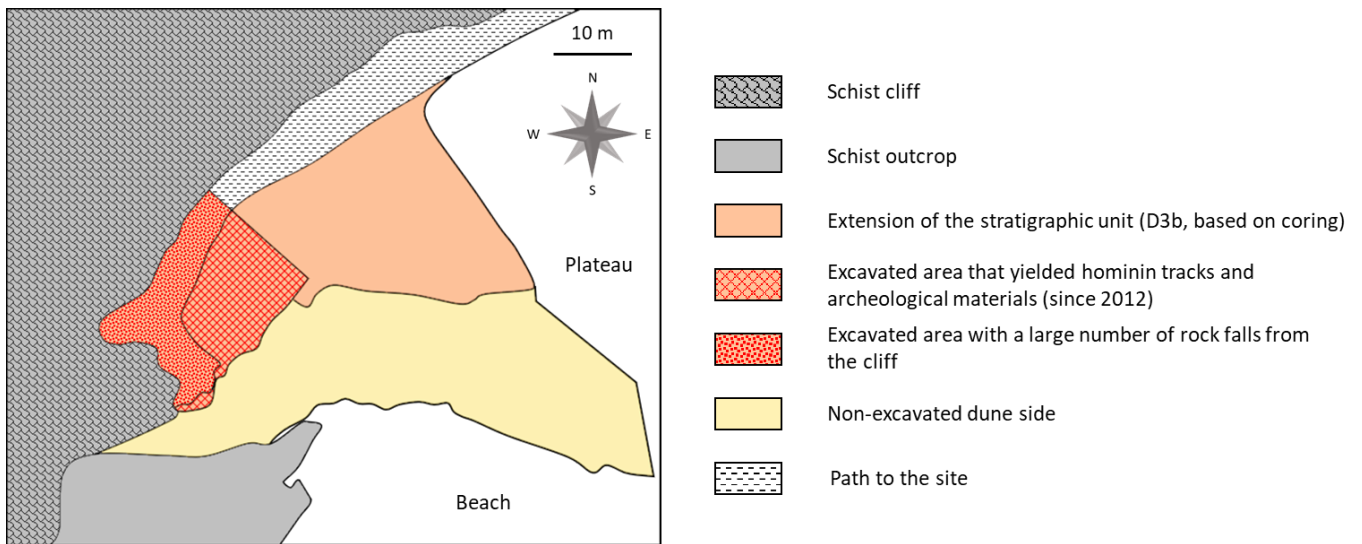 10 m
N
W
E
S
Plateau
Beach
Schist cliff
Schist outcrop
Extension of the stratigraphic unit (D3b, based on coring)
Excavated area that yielded hominin tracks and
archeological materials (since 2012)
Excavated area with a large number of rock falls from
the cliff
Non-excavated dune side
Path to the site